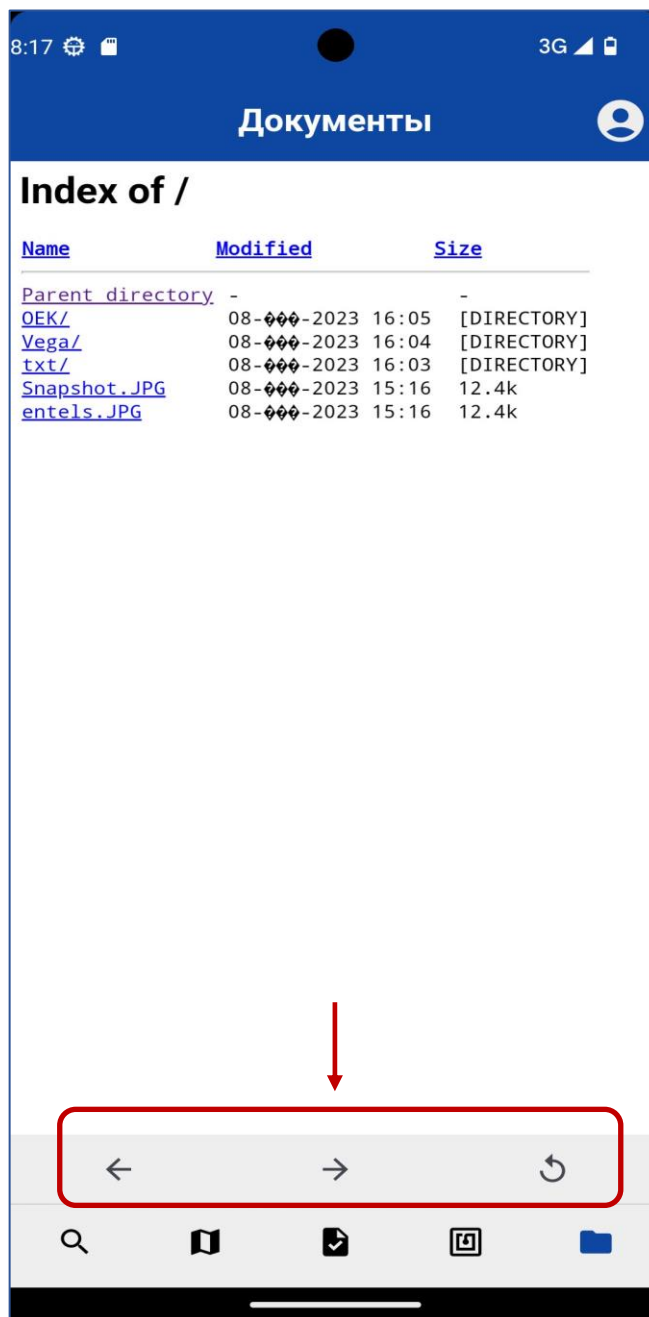 8:17 3G
Документы
Index of /
Name Modified Size
Parent directory - -
OEK/ 08-���-2023 16:05 [DIRECTORY]
Vega/ 08-���-2023 16:04 [DIRECTORY]
txt/ 08-���-2023 16:03 [DIRECTORY]
Snapshot.JPG 08-���-2023 15:16 12.4k
entels.JPG 08-���-2023 15:16 12.4k